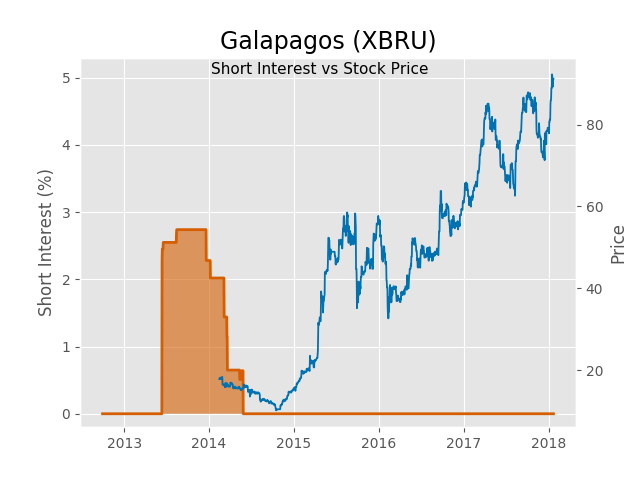 Galapagos (XBRU)
Short Interest vs Stock Price
Short Interest (%)
5
4
3
2
1
0
80
60
40
20
Price
2013 2014 2015 2016 2017 2018